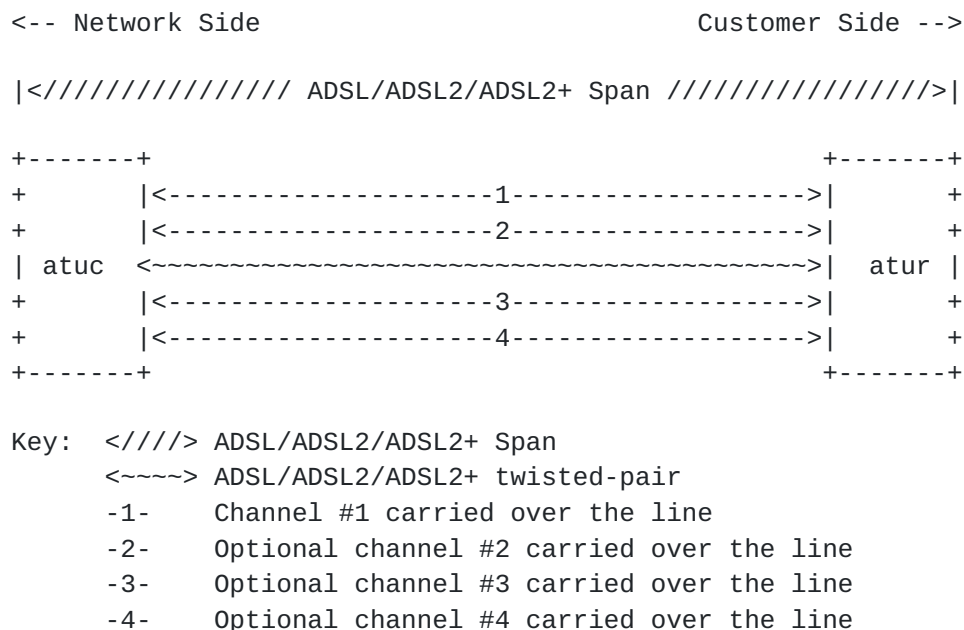 <-- Network Side                            Customer Side -->

|<//////////////// ADSL/ADSL2/ADSL2+ Span /////////////////>|

+-------+                                           +-------+
+       |<---------------------1------------------->|       +
+       |<---------------------2------------------->|       +
| atuc  <~~~~~~~~~~~~~~~~~~~~~~~~~~~~~~~~~~~~~~~~~~>|  atur |
+       |<---------------------3------------------->|       +
+       |<---------------------4------------------->|       +
+-------+                                           +-------+

Key:  <////> ADSL/ADSL2/ADSL2+ Span
      <~~~~> ADSL/ADSL2/ADSL2+ twisted-pair
      -1-    Channel #1 carried over the line
      -2-    Optional channel #2 carried over the line
      -3-    Optional channel #3 carried over the line
      -4-    Optional channel #4 carried over the line